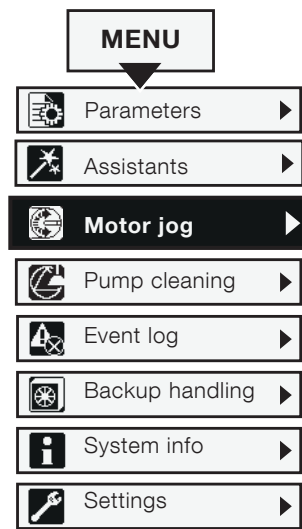 MENU
Parameters
Assistants
Motor jog
Pump cleaning
Event log
Backup handling
System info
Settings